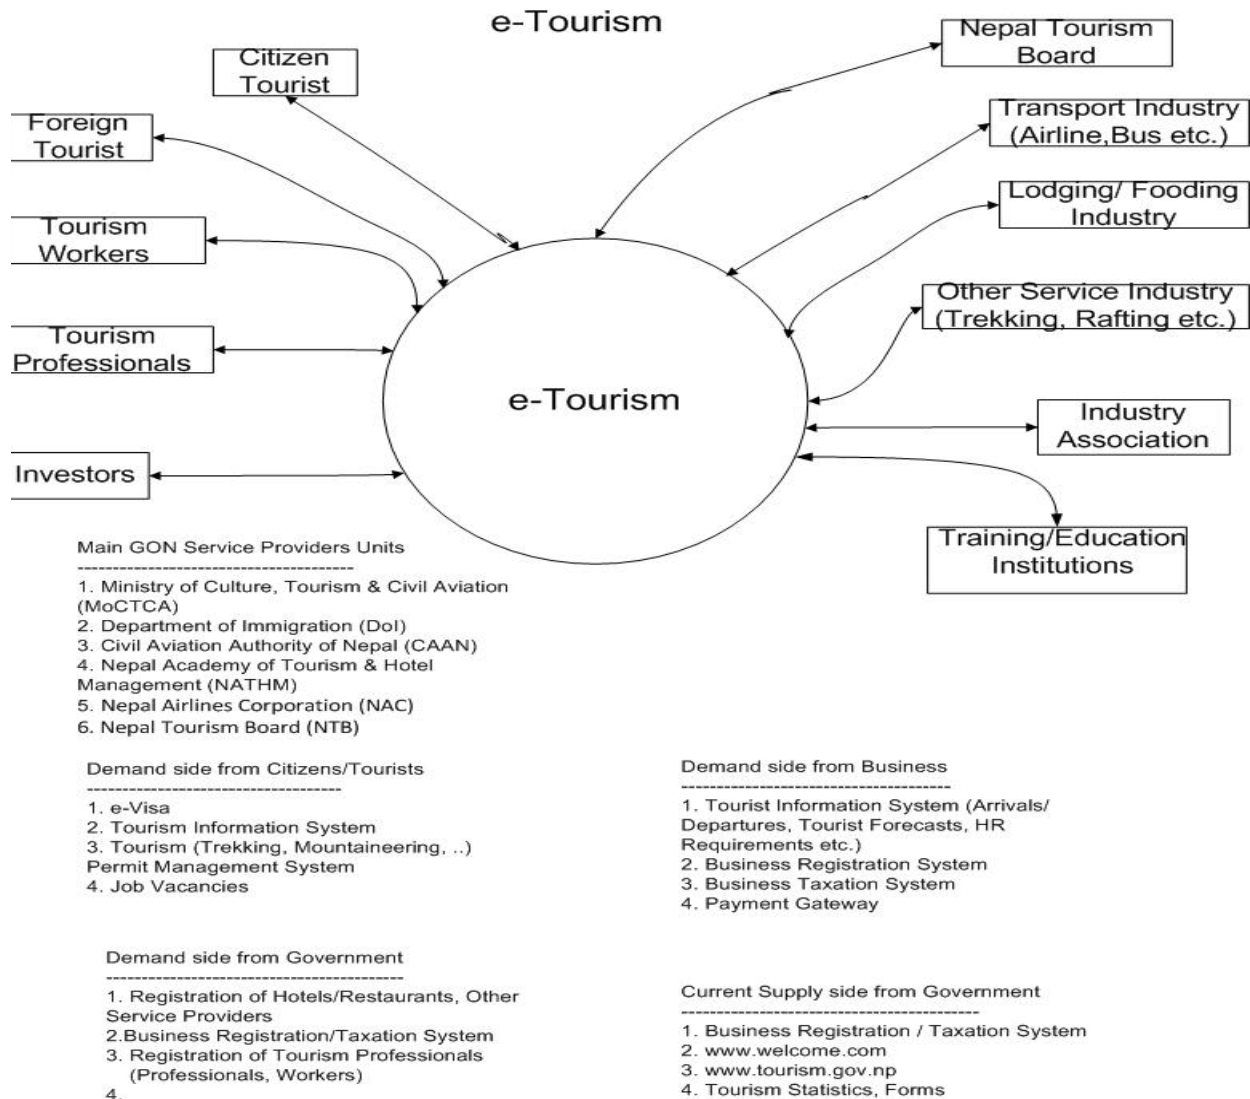 e-Tourism
Citizen
Tourist
Nepal Tourism
Board
Foreign
Tourist
Transport Industry
(Airline,Bus etc.)
Tourism
Workers
Lodging/ Fooding
Industry
Tourism
Professionals
Other Service Industry
(Trekking, Rafting etc.)
e-Tourism
Industry
Association
Investors
Training/Education
Institutions
Main GON Service Providers Units
---------------------------------------
1. Ministry of Culture, Tourism & Civil Aviation
(MoCTCA)
2. Department of Immigration (DoI)
3. Civil Aviation Authority of Nepal (CAAN)
4. Nepal Academy of Tourism & Hotel
Management (NATHM)
5. Nepal Airlines Corporation (NAC)
6. Nepal Tourism Board (NTB)
Demand side from Citizens/Tourists
------------------------------------
1. e-Visa
2. Tourism Information System
3. Tourism (Trekking, Mountaineering, ..)
Permit Management System
4. Job Vacancies
Demand side from Business
--------------------------------------
1. Tourist Information System (Arrivals/
Departures, Tourist Forecasts, HR
Requirements etc.)
2. Business Registration System
3. Business Taxation System
4. Payment Gateway
Demand side from Government
------------------------------------------
1. Registration of Hotels/Restaurants, Other
Service Providers
2.Business Registration/Taxation System
3. Registration of Tourism Professionals
(Professionals, Workers)
4.
Current Supply side from Government
------------------------------------------
1. Business Registration / Taxation System
2. www.welcome.com
3. www.tourism.gov.np
4. Tourism Statistics, Forms